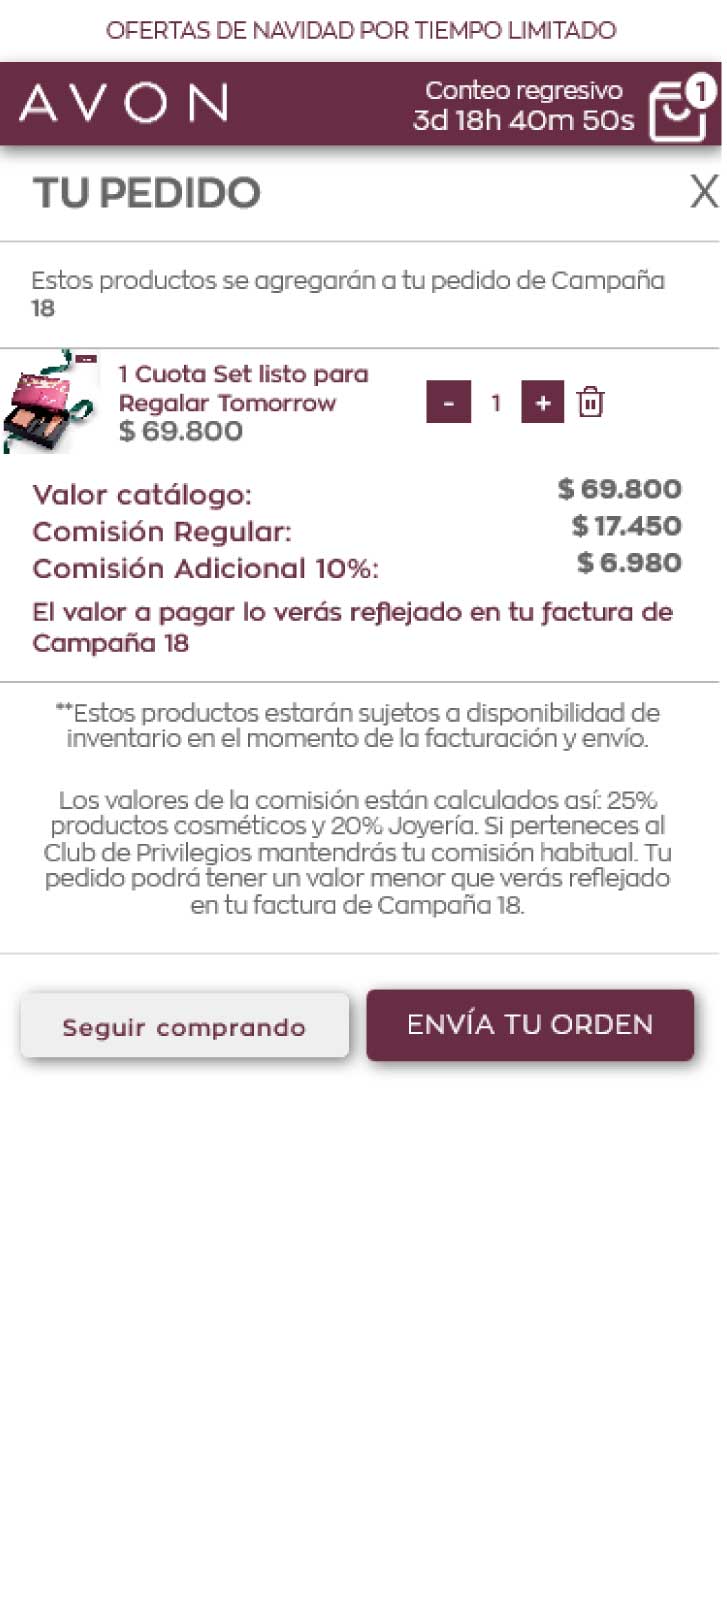 OFERTAS DE NAVIDAD POR TIEMPO LIMITADO
AVON
Conteo regresivo
3d 18h 40m 50s
1
TU PEDIDO
X
Estos productos se agregarán a tu pedido de Campaña
18
1 Cuota Set listo para
Regalar Tomorrow
$ 69.800
- 1 +
Valor catálogo: $ 69.800
Comisión Regular: $ 17.450
Comisión Adicional 10%: $ 6.980
El valor a pagar lo verás reflejado en tu factura de
Campaña 18
**Estos productos estarán sujetos a disponibilidad de
inventario en el momento de la facturación y envío.
Los valores de la comisión están calculados así: 25%
productos cosméticos y 20% Joyería. Si perteneces al
Club de Privilegios mantendrás tu comisión habitual. Tu
pedido podrá tener un valor menor que verás reflejado
en tu factura de Campaña 18.
Seguir comprando
ENVÍA TU ORDEN